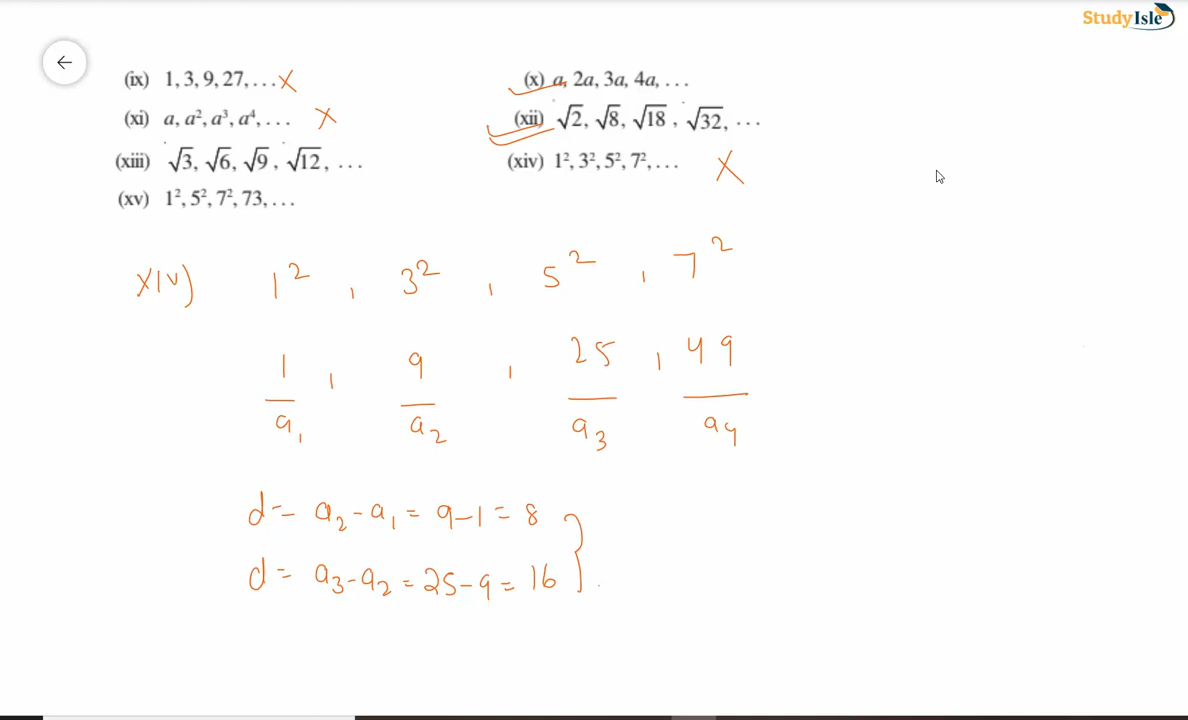 StudyIsle
(ix) 1, 3, 9, 27, . . . X
(x) a, 2a, 3a, 4a, . . .
(xi) a, a², a³, a⁴, . . . X
(xii) √2, √8, √18 , √32, . . .
(xiii) √3, √6, √9 , √12, . . .
(xiv) 1², 3², 5², 7², . . . X
(xv) 1², 5², 7², 73, . . .
XIV) 1² , 3² , 5² , 7²
1 , 9 , 25 , 49
a₁ a₂ a₃ a₄
d = a₂ - a₁ = 9 - 1 = 8
d = a₃ - a₂ = 25 - 9 = 16